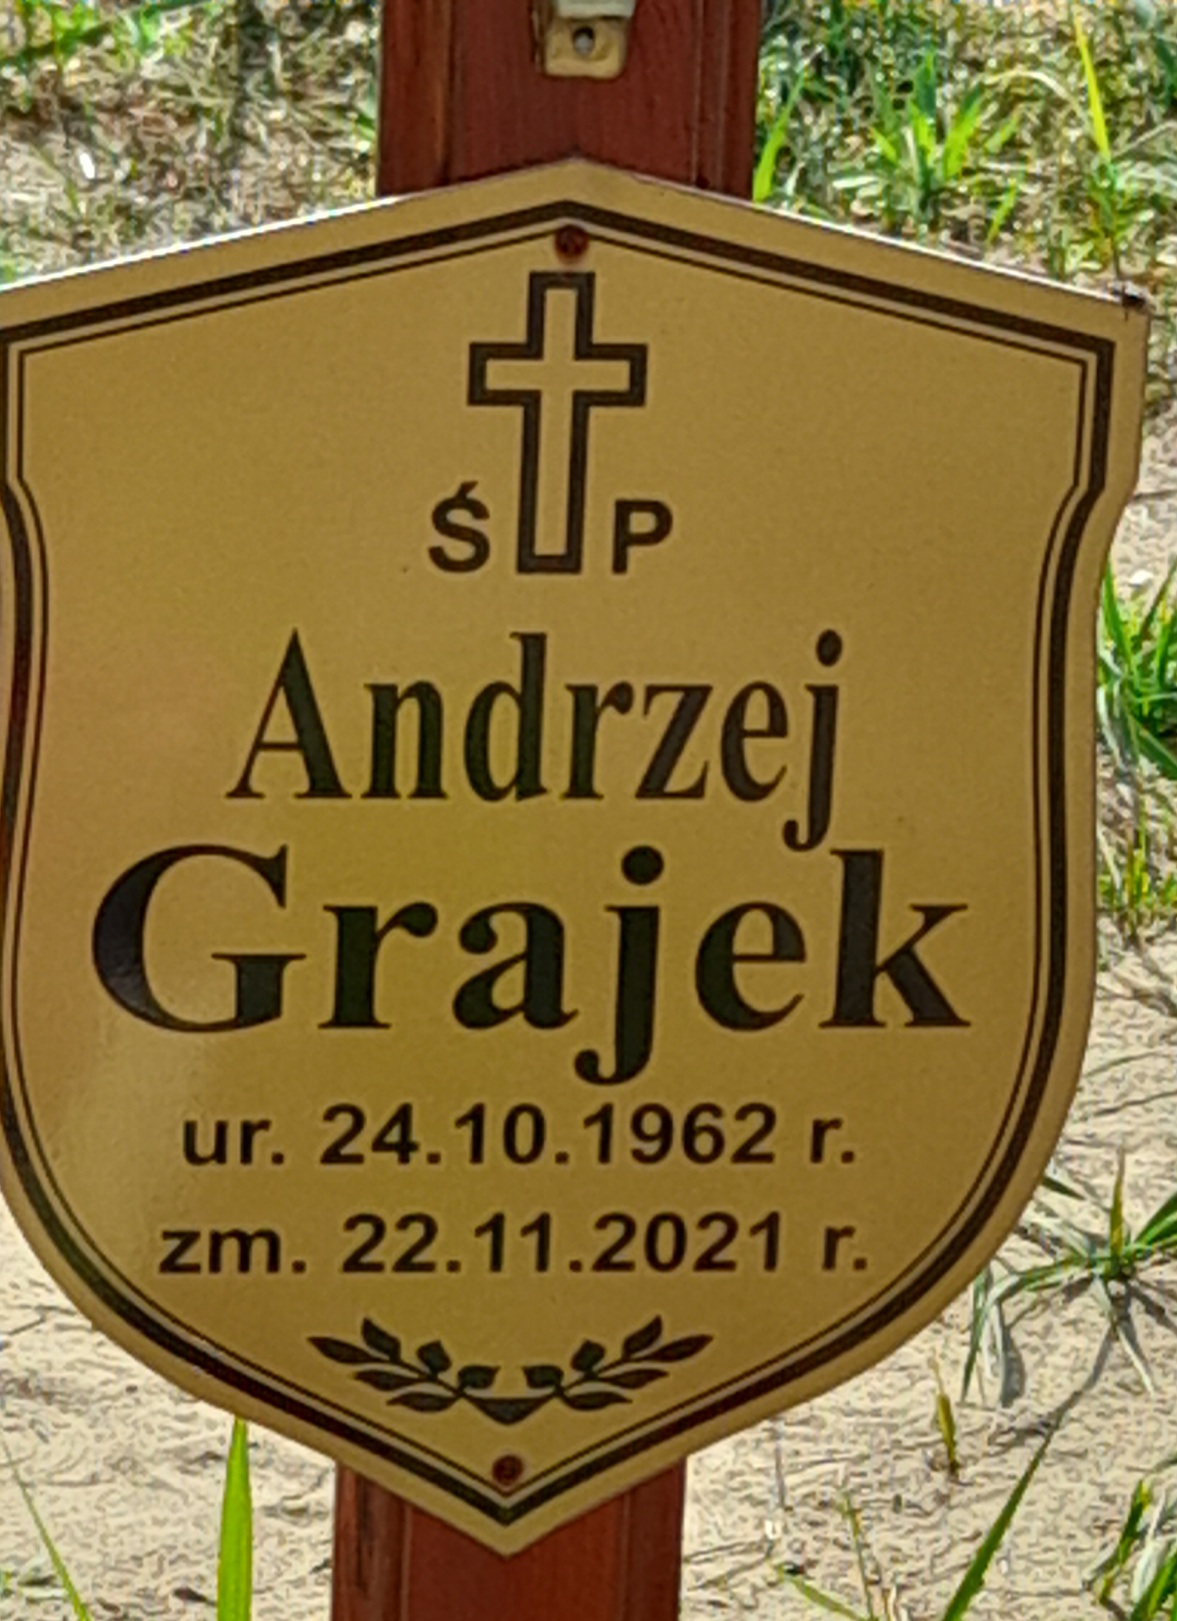 Ś P
Andrzej
Grajek
ur. 24.10.1962 r.
zm. 22.11.2021 r.